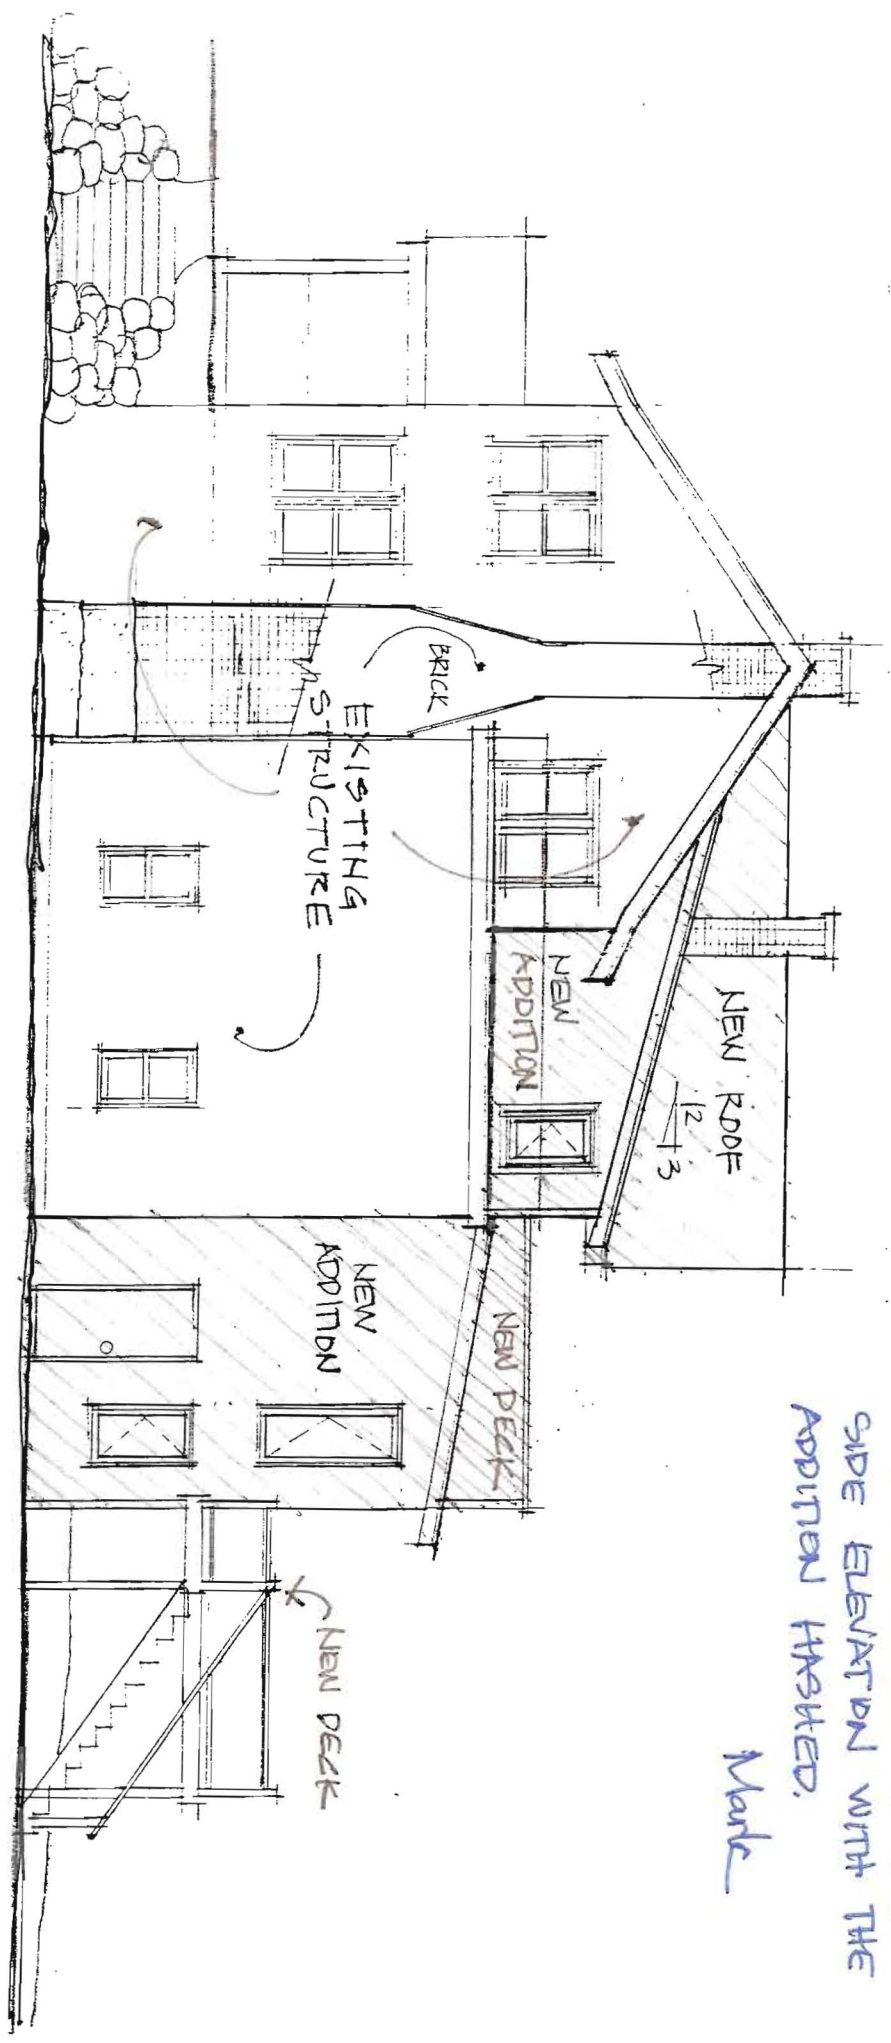 SIDE ELEVATION WITH THE
ADDITION HASHED.
Mark
NEW ROOF
12
3
NEW
ADDITION
BRICK
EXISTING
STRUCTURE
NEW DECK
NEW
ADDITION
NEW DECK